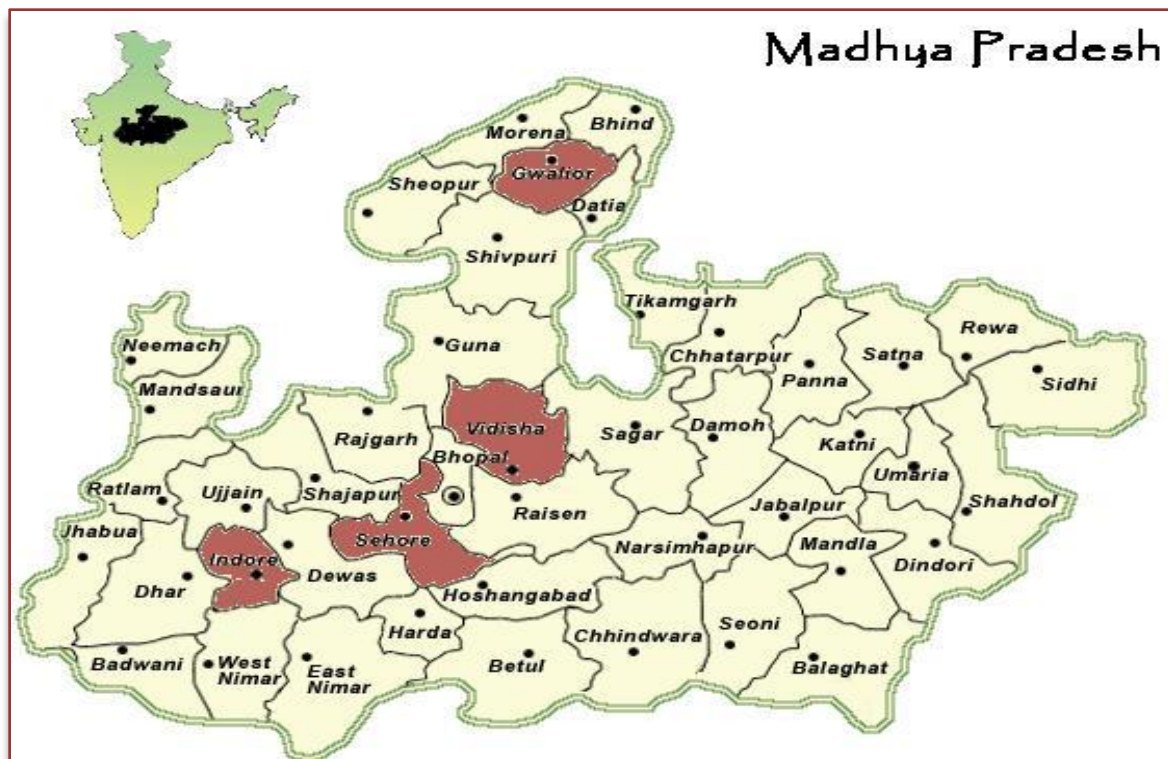 Madhya Pradesh
Morena
Bhind
Gwalior
Sheopur
Datia
Shivpuri
Tikamgarh
Rewa
Neemach
Guna
Chhatarpur
Satna
Panna
Sidhi
Mandsaur
Vidisha
Sagar
Damoh
Rajgarh
Katni
Bhopal
Umaria
Ratlam
Ujjain
Shajapur
Raisen
Jabalpur
Shahdol
Jhabua
Sehore
Narsimhapur
Mandla
Indore
Dewas
Dindori
Dhar
Hoshangabad
Harda
Chhindwara
Seoni
Badwani
West
Nimar
East
Nimar
Betul
Balaghat